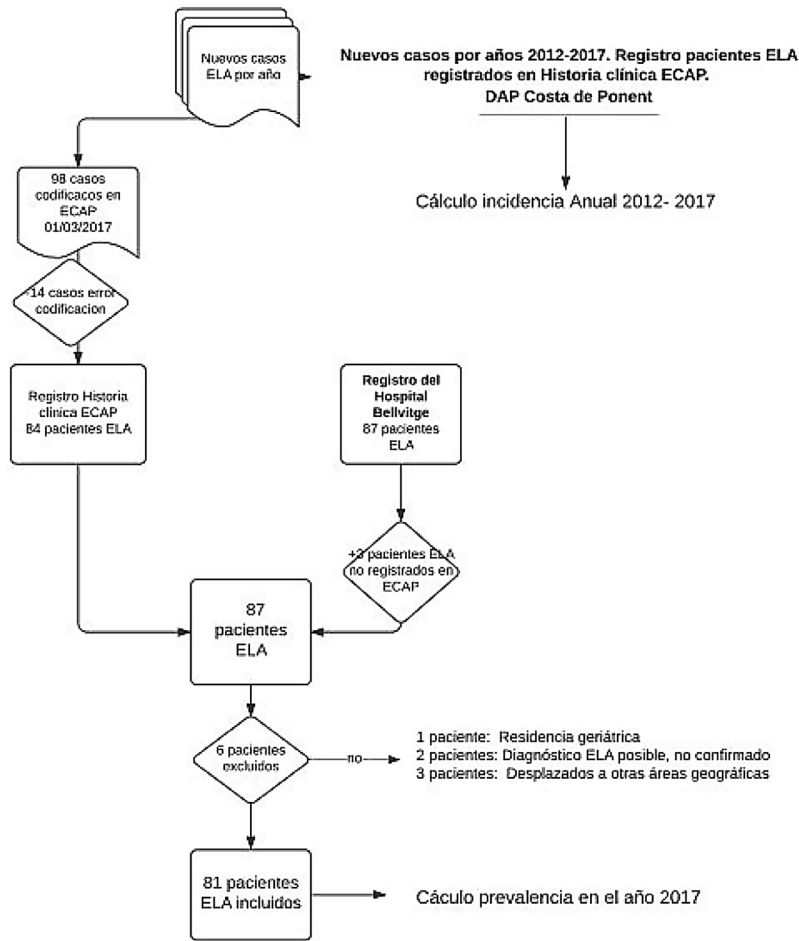 Nuevos casos
ELA por año
Nuevos casos por años 2012-2017. Registro pacientes ELA
registrados en Historia clínica ECAP.
DAP Costa de Ponent
Cálculo incidencia Anual 2012- 2017
98 casos
codificacos en
ECAP
01/03/2017
-14 casos error
codificacion
Registro Historia
clínica ECAP
84 pacientes ELA
Registro del
Hospital
Bellvitge
87 pacientes
ELA
+3 pacientes ELA
no registrados en
ECAP
87
pacientes
ELA
6 pacientes
excluidos
no
1 paciente: Residencia geriátrica
2 pacientes: Diagnóstico ELA posible, no confirmado
3 pacientes: Desplazados a otras áreas geográficas
81 pacientes
ELA incluidos
Cáculo prevalencia en el año 2017